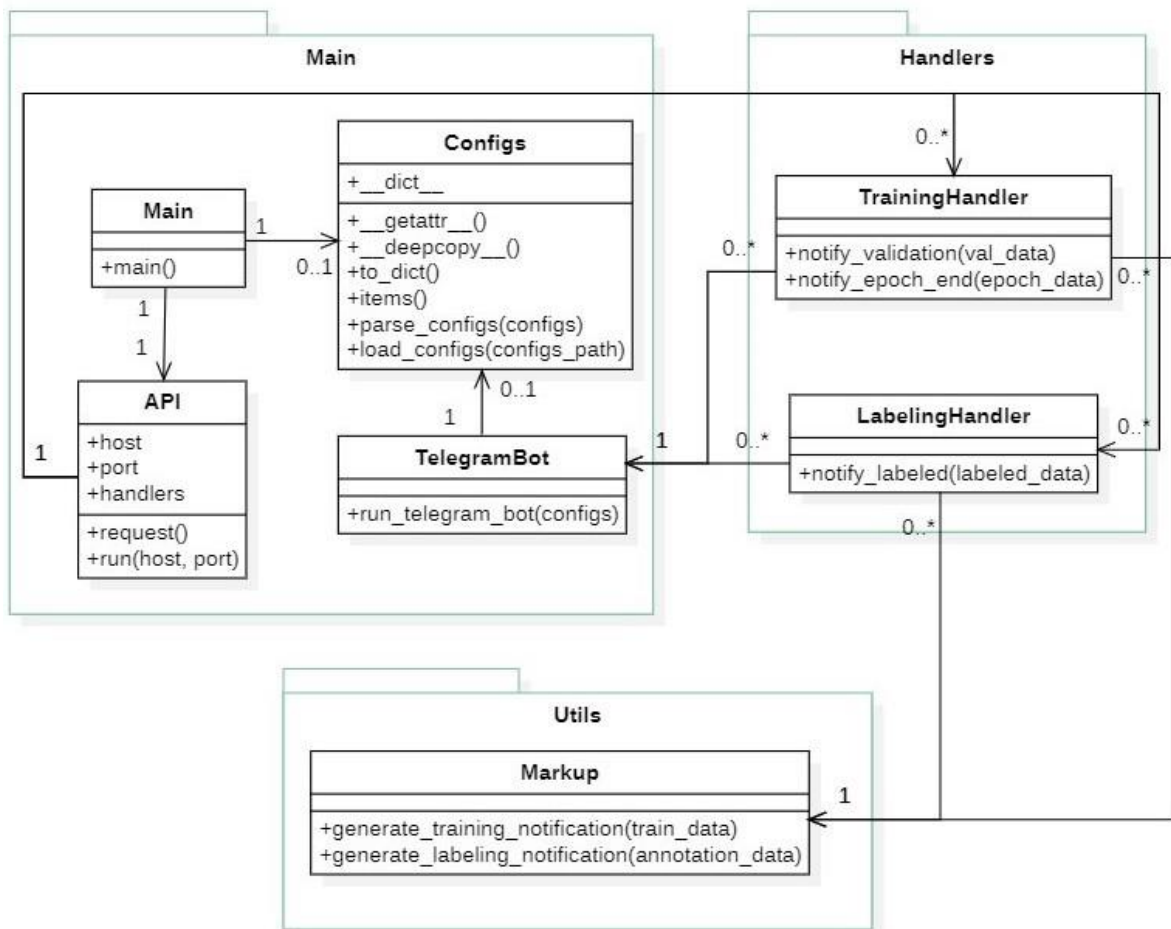 Main
Handlers
Configs
+__dict__
+__getattr__()
+__deepcopy__()
+to_dict()
+items()
+parse_configs(configs)
+load_configs(configs_path)
Main
+main()
1
0..1
1
1
API
+host
+port
+handlers
+request()
+run(host, port)
1
0..1
1
TelegramBot
+run_telegram_bot(configs)
0..*
TrainingHandler
+notify_validation(val_data)
+notify_epoch_end(epoch_data)
0..*
0..*
LabelingHandler
+notify_labeled(labeled_data)
0..*
1
0..*
0..*
Utils
Markup
+generate_training_notification(train_data)
+generate_labeling_notification(annotation_data)
1